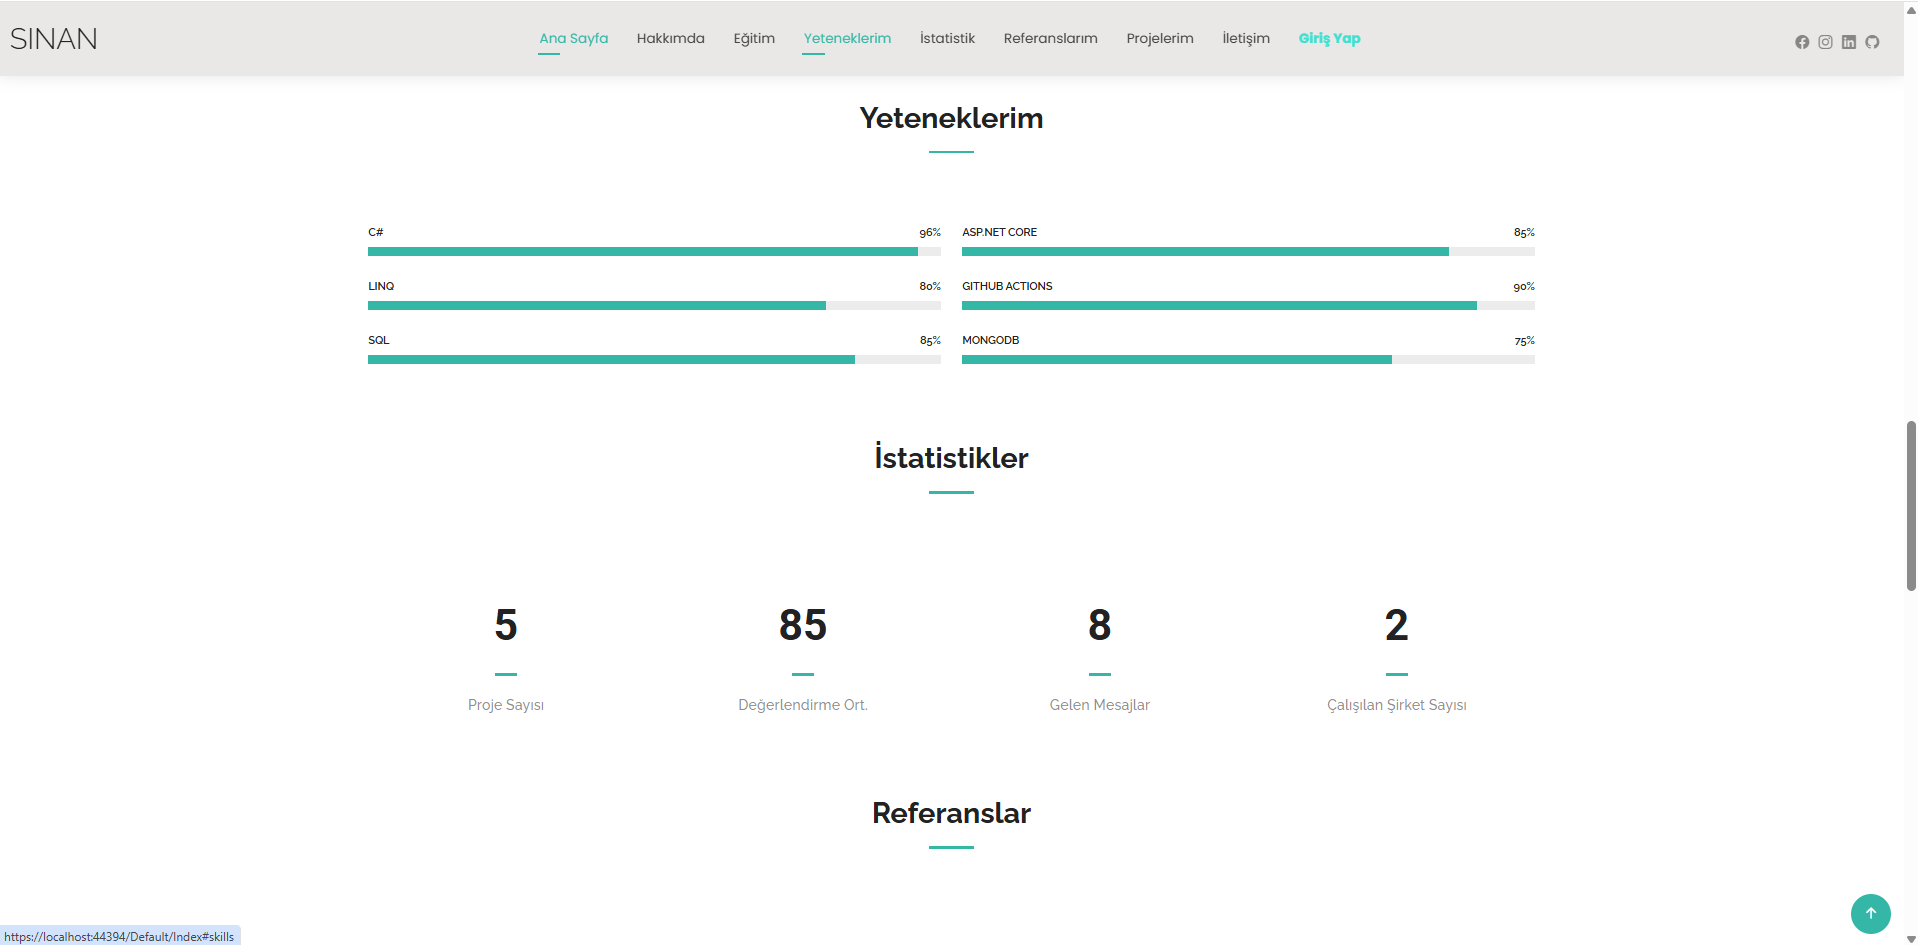 SINAN
Ana Sayfa Hakkımda Eğitim Yeteneklerim İstatistik Referanslarım Projelerim İletişim Giriş Yap
Yeteneklerim
C# 96% ASP.NET CORE 85%
LINQ 80% GITHUB ACTIONS 90%
SQL 85% MONGODB 75%
İstatistikler
5 85 8 2
Proje Sayısı Değerlendirme Ort. Gelen Mesajlar Çalışılan Şirket Sayısı
Referanslar
https://localhost:44394/Default/Index#skills